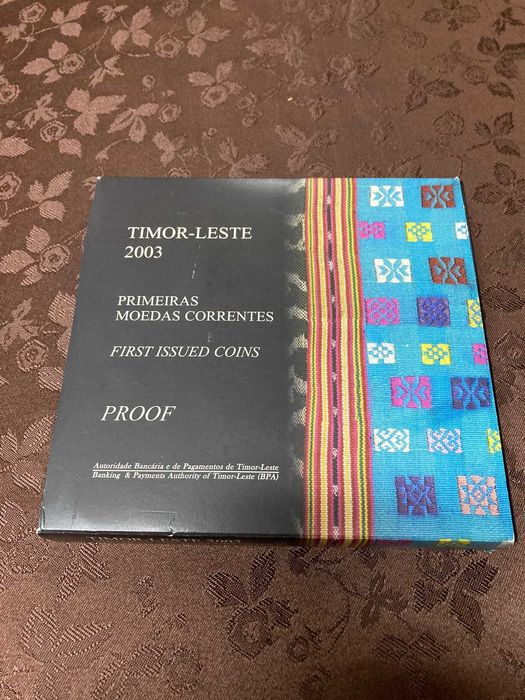 TIMOR-LESTE
2003
PRIMEIRAS
MOEDAS CORRENTES
FIRST ISSUED COINS
PROOF
Autoridade Bancária e de Pagamentos de Timor-Leste
Banking & Payments Authority of Timor-Leste (BPA)